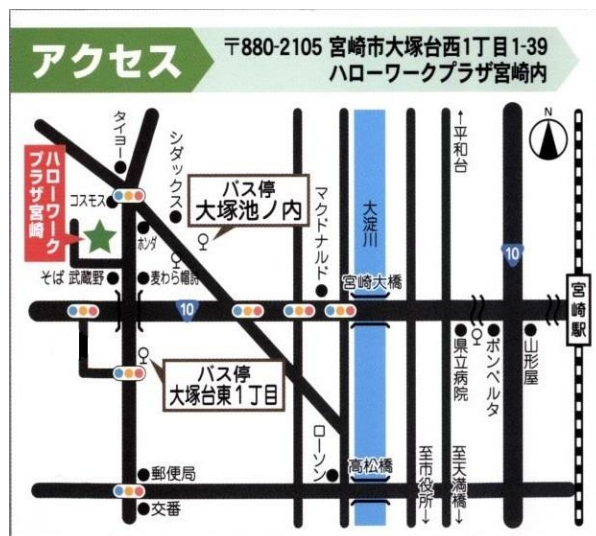 アクセス
〒880-2105 宮崎市大塚台西1丁目1-39
ハローワークプラザ宮崎内
N
タイヨー
シダックス
ハローワーク
プラザ宮崎
コスモス
バス停
大塚池ノ内
マクドナルド
大淀川
↑平和台
ホンダ
10
そば 武蔵野
麦わら帽詩
宮崎大橋
宮崎駅
10
県立病院
ボンベルタ
山形屋
バス停
大塚台東1丁目
ローソン
高松橋
至市役所→
至天満橋→
郵便局
交番